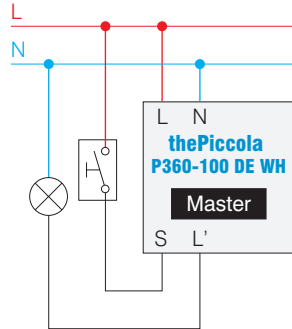 L
N
L N
thePiccola
P360-100 DE WH
Master
S L’